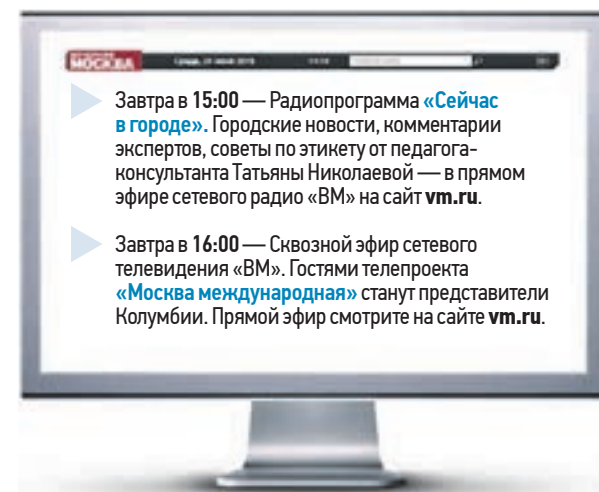 МОСКВА
Завтра в 15:00 — Радиопрограмма «Сейчас
в городе». Городские новости, комментарии
экспертов, советы по этикету от педагога-
консультанта Татьяны Николаевой — в прямом
эфире сетевого радио «ВМ» на сайт vm.ru.
Завтра в 16:00 — Сквозной эфир сетевого
телевидения «ВМ». Гостями телепроекта
«Москва международная» станут представители
Колумбии. Прямой эфир смотрите на сайте vm.ru.